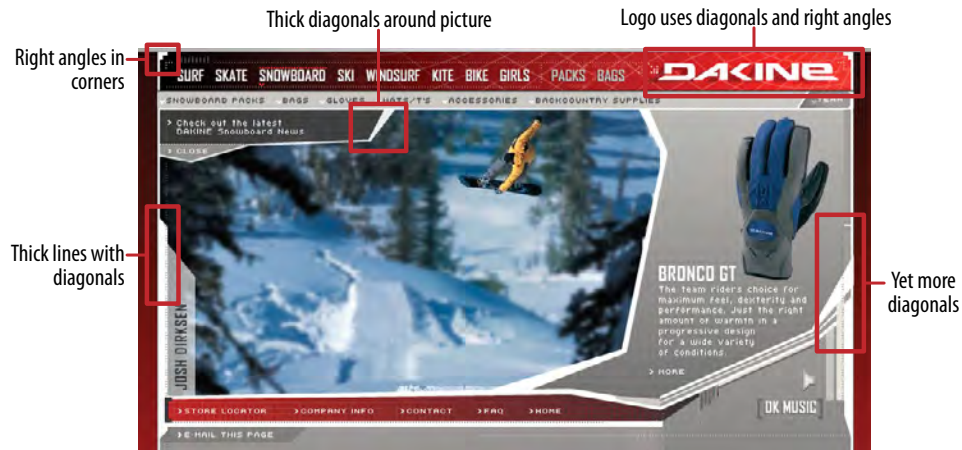 Thick diagonals around picture
Logo uses diagonals and right angles
Right angles in
corners
SURF SKATE SNOWBOARD SKI WINDSURF KITE BIKE GIRLS PACKS BAGS
DAKINE
SNOWBOARD PACKS BAGS GLOVES HATS/T'S ACCESSORIES BACKCOUNTRY SUPPLIES
TEAM
> Check out the latest
DAKINE Snowboard News
> CLOSE
Thick lines with
diagonals
JOSH DIRKSEN
DAKINE
BRONCO GT
The team riders choice for
maximum feel, dexterity and
performance. Just the right
amount of warmth in a
progressive design
for a wide variety
of conditions.
> MORE
Yet more
diagonals
[DK MUSIC]
>STORE LOCATOR >COMPANY INFO >CONTACT >FAQ >HOME
>E-MAIL THIS PAGE